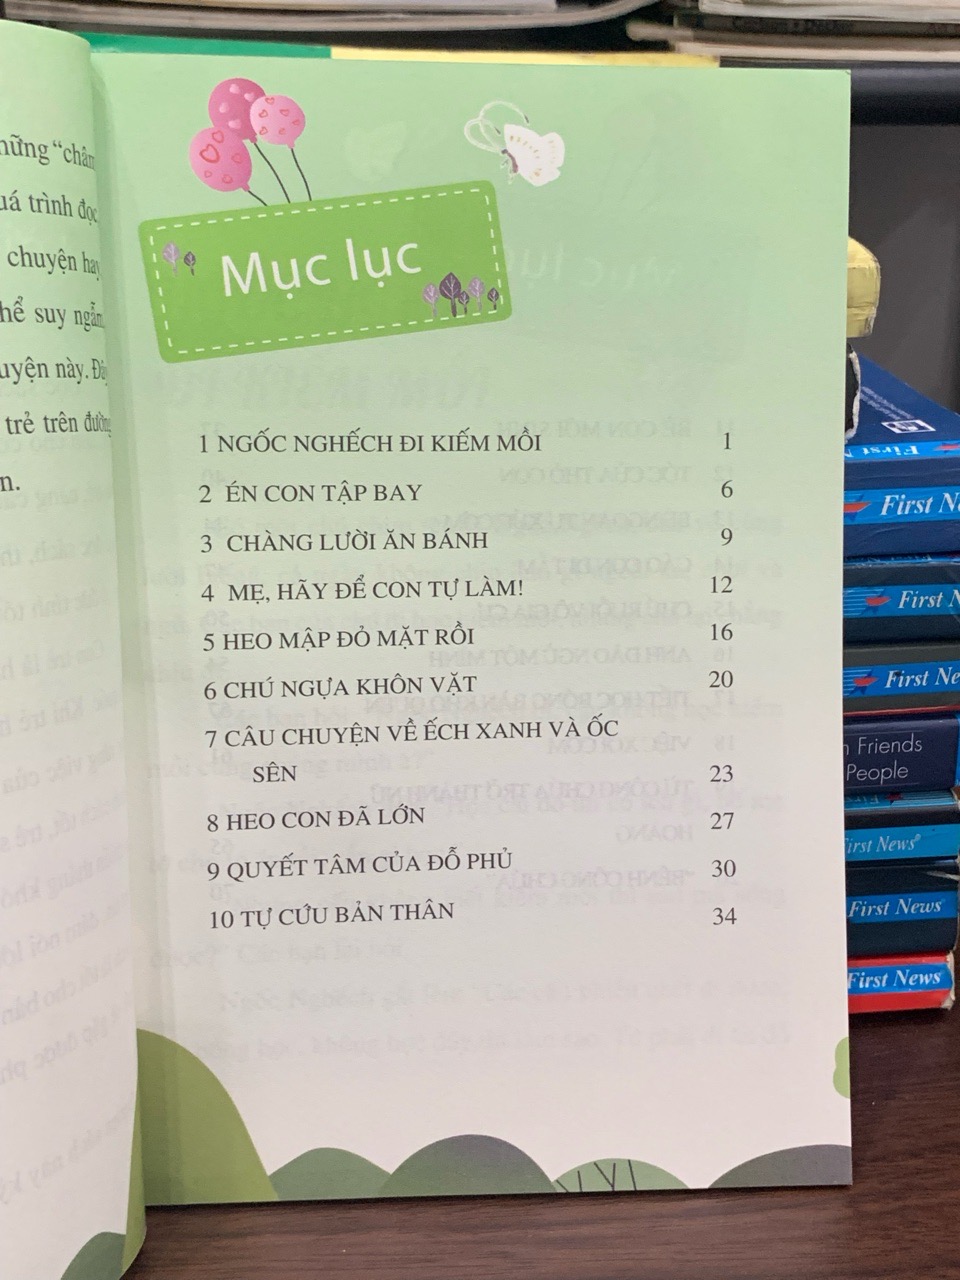 những “châm
uá trình đọc,
chuyện hay
hể suy ngẫm
uyện này. Đây
trẻ trên đường
n.
Mục lục
1 NGỐC NGHẾCH ĐI KIẾM MỒI 1
2 ÉN CON TẬP BAY 6
3 CHÀNG LƯỜI ĂN BÁNH 9
4 MẸ, HÃY ĐỂ CON TỰ LÀM! 12
5 HEO MẬP ĐỎ MẶT RỒI 16
6 CHÚ NGỰA KHÔN VẶT 20
7 CÂU CHUYỆN VỀ ẾCH XANH VÀ ỐC
SÊN 23
8 HEO CON ĐÃ LỚN 27
9 QUYẾT TÂM CỦA ĐỖ PHỦ 30
10 TỰ CỨU BẢN THÂN 34
First N
First Ne
First N
First Ne
n Friends
People
First News
First News
First News